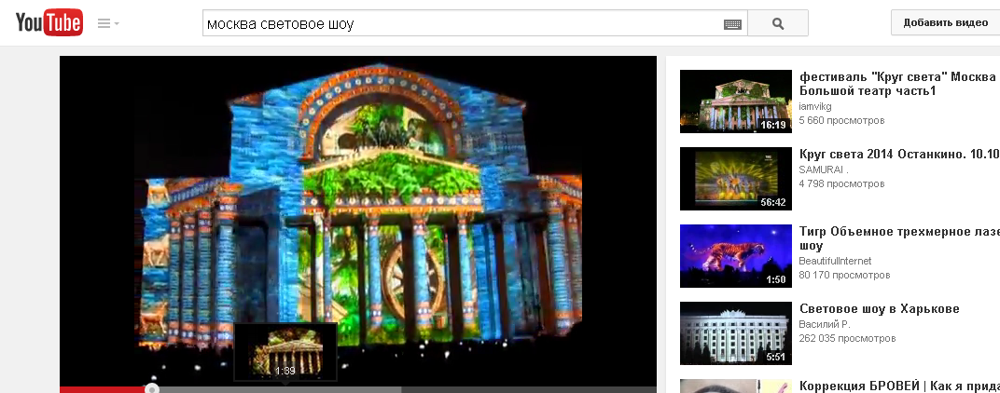 YouTube
москва световое шоу
Добавить видео
1:39
фестиваль "Круг света" Москва
Большой театр часть1
iamvikg
5 660 просмотров
16:19
Круг света 2014 Останкино. 10.10
SAMURAI .
4 798 просмотров
56:42
Тигр Объемное трехмерное лазе
шоу
BeautifulInternet
80 170 просмотров
1:50
Световое шоу в Харькове
Василий Р.
262 035 просмотров
5:51
Коррекция БРОВЕЙ | Как я прида